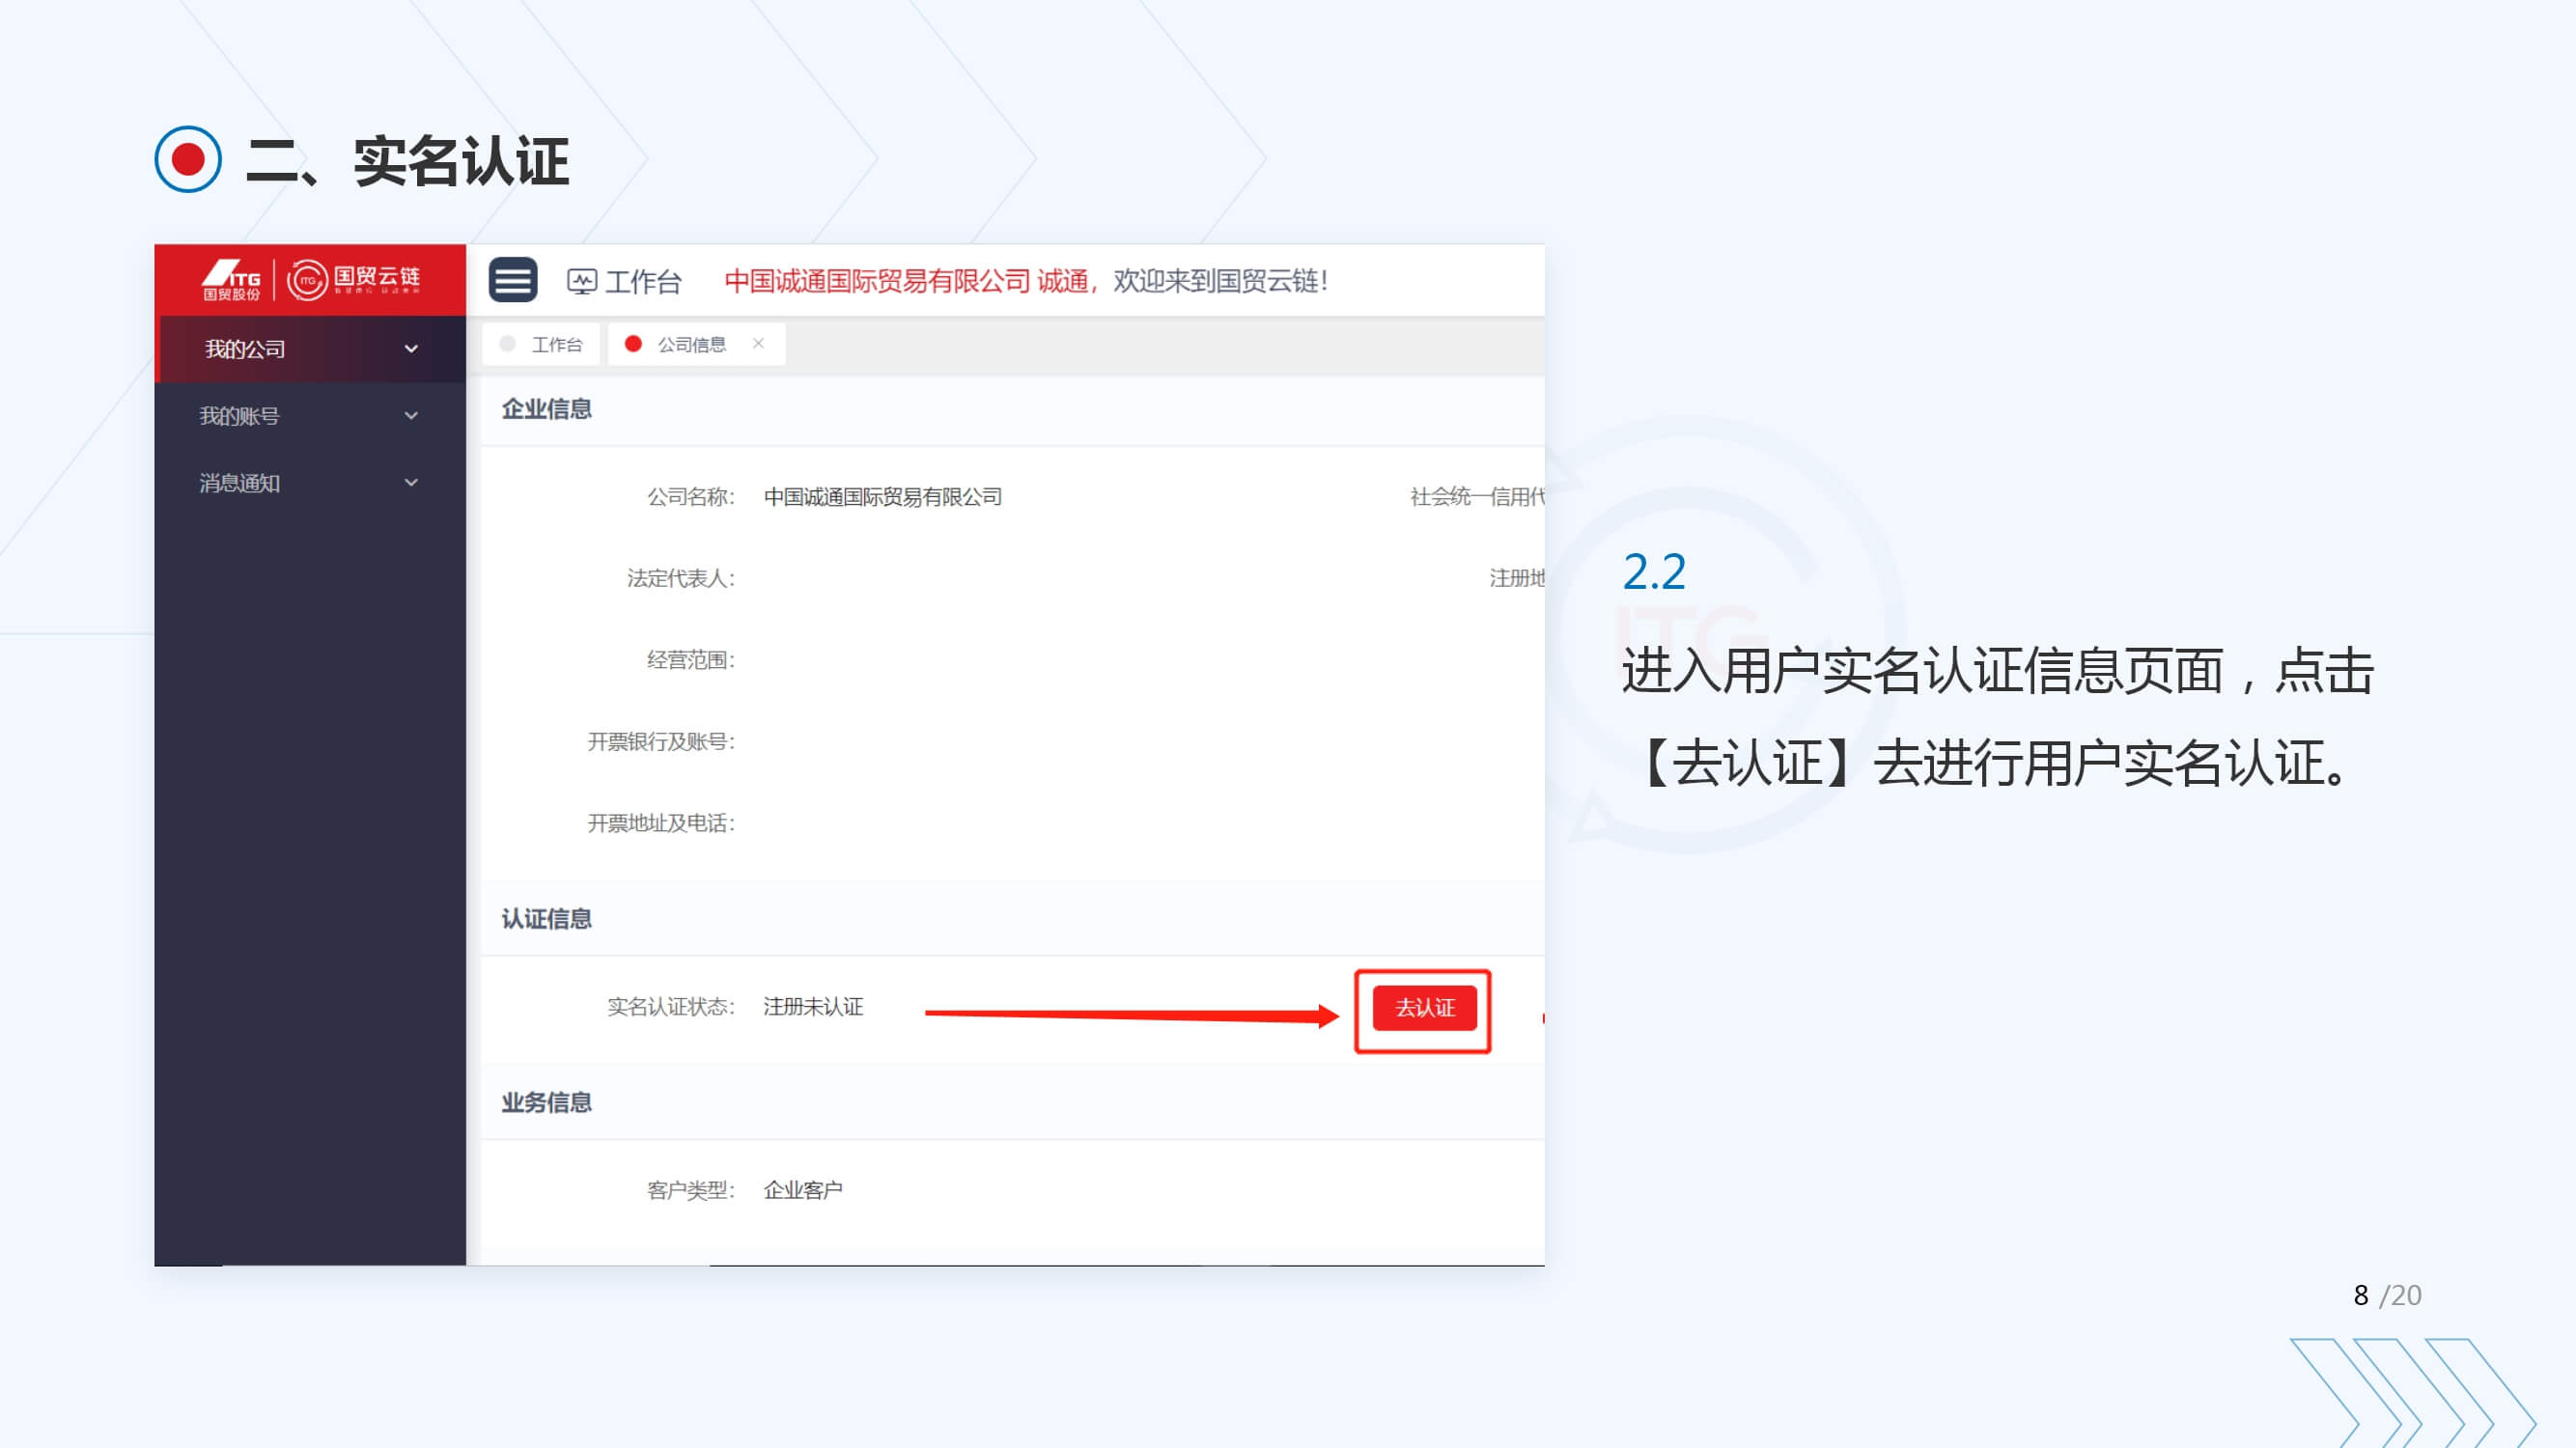 二、实名认证
ITG
国贸股份
ITG
国贸云链
工作台
中国诚通国际贸易有限公司 诚通，欢迎来到国贸云链！
我的公司
我的账号
消息通知
工作台
公司信息
企业信息
公司名称：
中国诚通国际贸易有限公司
社会统一信用代
法定代表人：
注册地
经营范围：
开票银行及账号：
开票地址及电话：
认证信息
实名认证状态：
注册未认证
去认证
业务信息
客户类型：
企业客户
2.2
ITG
进入用户实名认证信息页面，点击
【去认证】去进行用户实名认证。
8 /20